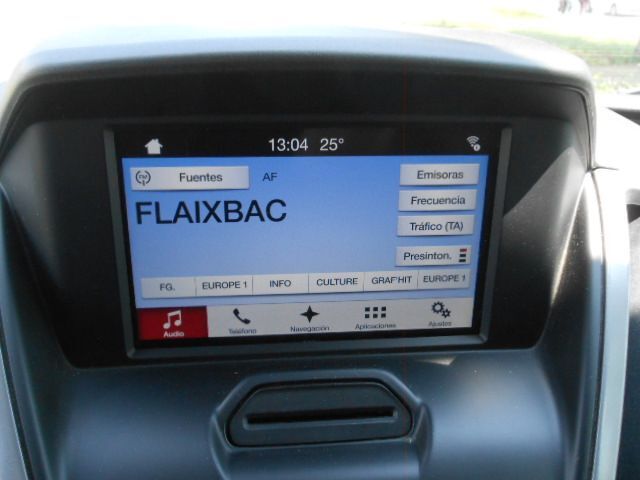 13:04 25°
FM Fuentes AF Emisoras
FLAIXBAC Frecuencia
Tráfico (TA)
Presinton.
FG. EUROPE 1 INFO CULTURE GRAF'HIT EUROPE 1
Audio Teléfono Navegación Aplicaciones Ajustes